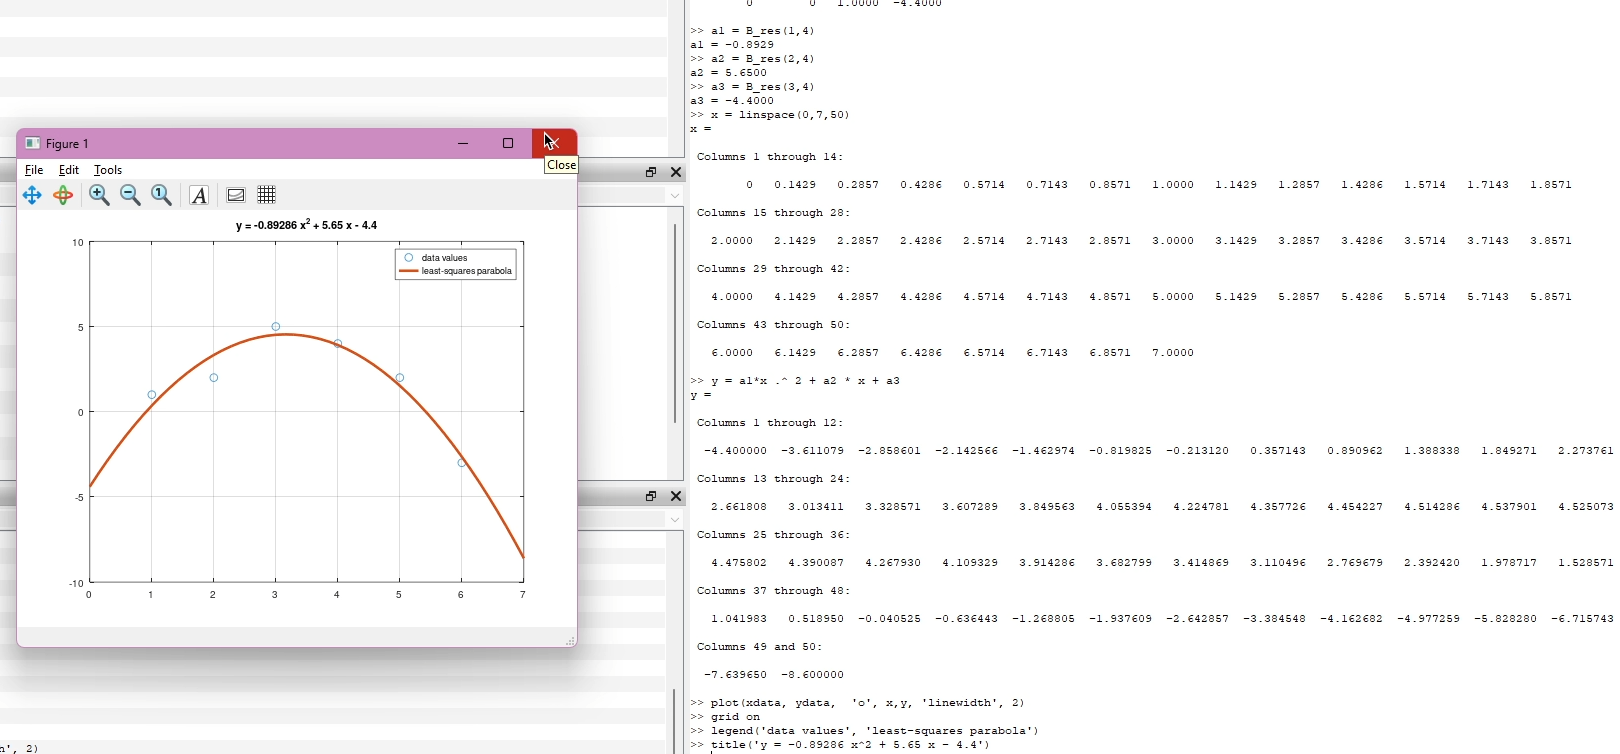 0 0 1.0000 -4.4000
>> a1 = B_res(1,4)
a1 = -0.8929
>> a2 = B_res(2,4)
a2 = 5.6500
>> a3 = B_res(3,4)
a3 = -4.4000
>> x = linspace(0,7,50)
x =
Columns 1 through 14:
0 0.1429 0.2857 0.4286 0.5714 0.7143 0.8571 1.0000 1.1429 1.2857 1.4286 1.5714 1.7143 1.8571
Columns 15 through 28:
2.0000 2.1429 2.2857 2.4286 2.5714 2.7143 2.8571 3.0000 3.1429 3.2857 3.4286 3.5714 3.7143 3.8571
Columns 29 through 42:
4.0000 4.1429 4.2857 4.4286 4.5714 4.7143 4.8571 5.0000 5.1429 5.2857 5.4286 5.5714 5.7143 5.8571
Columns 43 through 50:
6.0000 6.1429 6.2857 6.4286 6.5714 6.7143 6.8571 7.0000
>> y = a1*x .^ 2 + a2 * x + a3
y =
Columns 1 through 12:
-4.400000 -3.611079 -2.858601 -2.142566 -1.462974 -0.819825 -0.213120 0.357143 0.890962 1.388338 1.849271 2.273761
Columns 13 through 24:
2.661808 3.013411 3.328571 3.607289 3.849563 4.055394 4.224781 4.357726 4.454227 4.514286 4.537901 4.525073
Columns 25 through 36:
4.475802 4.390087 4.267930 4.109329 3.914286 3.682799 3.414869 3.110496 2.769679 2.392420 1.978717 1.528571
Columns 37 through 48:
1.041983 0.518950 -0.040525 -0.636443 -1.268805 -1.937609 -2.642857 -3.384548 -4.162682 -4.977259 -5.828280 -6.715743
Columns 49 and 50:
-7.639650 -8.600000
>> plot(xdata, ydata, 'o', x,y, 'linewidth', 2)
>> grid on
>> legend('data values', 'least-squares parabola')
>> title('y = -0.89286 x^2 + 5.65 x - 4.4')
Figure 1
Close
File Edit Tools
1
A
y = -0.89286 x² + 5.65 x - 4.4
data values
least-squares parabola
10
5
0
-5
-10
0 1 2 3 4 5 6 7
h', 2)